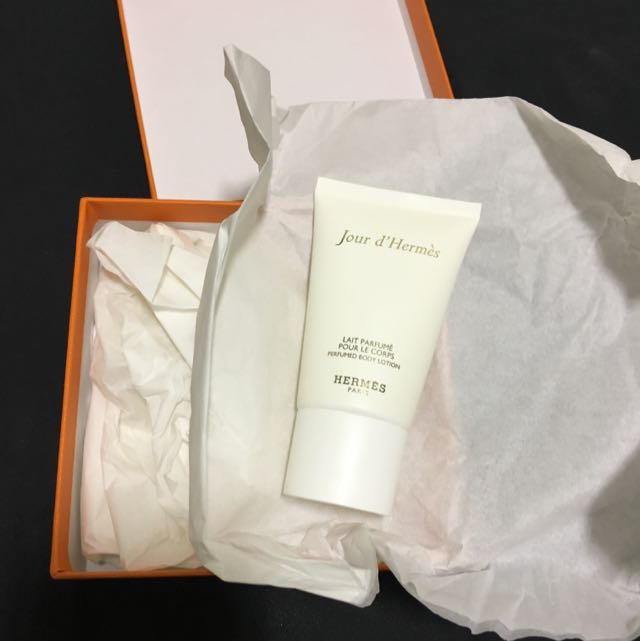 Jour d'Hermès
LAIT PARFUMÉ
POUR LE CORPS
PERFUMED BODY LOTION
HERMÈS
PARIS